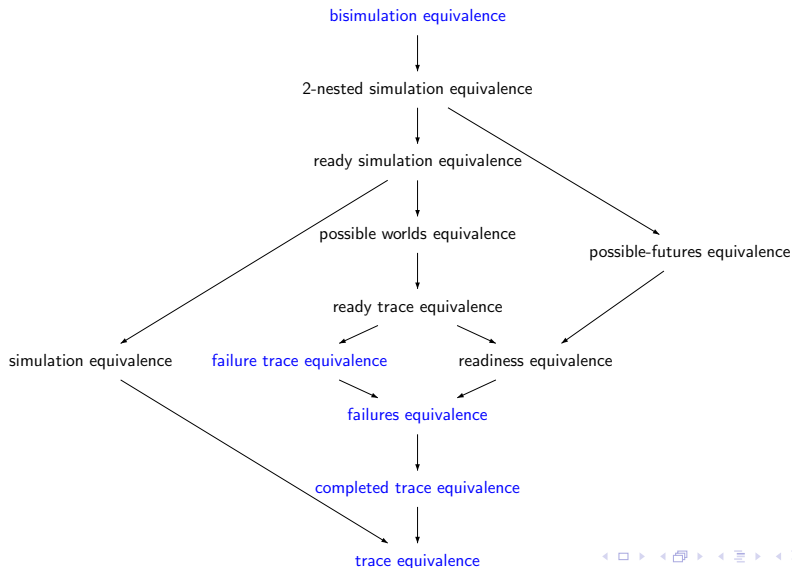 bisimulation equivalence
2-nested simulation equivalence
ready simulation equivalence
possible worlds equivalence
possible-futures equivalence
ready trace equivalence
simulation equivalence
failure trace equivalence
readiness equivalence
failures equivalence
completed trace equivalence
trace equivalence